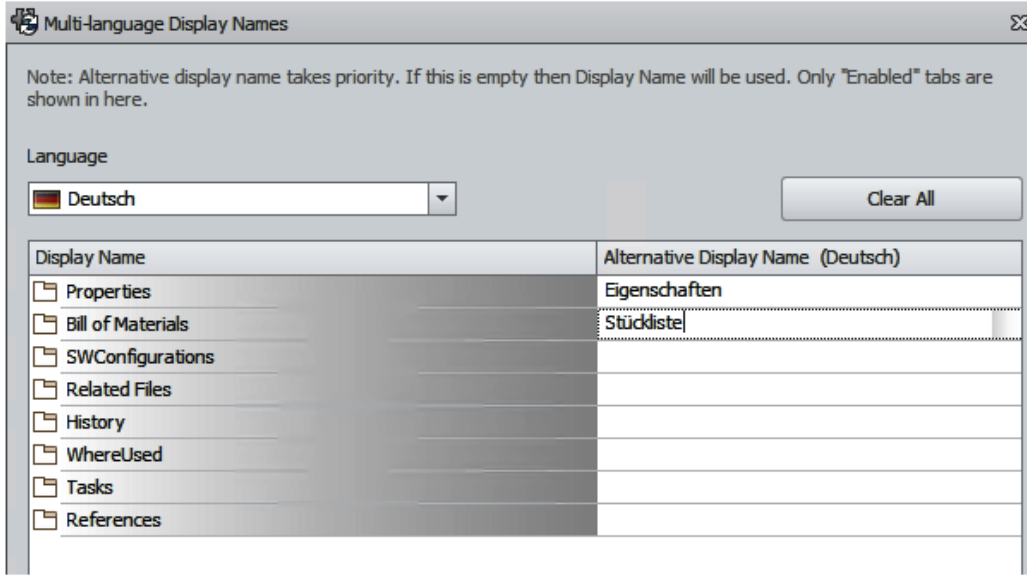 Multi-language Display Names
Note: Alternative display name takes priority. If this is empty then Display Name will be used. Only "Enabled" tabs are
shown in here.
Language
Deutsch
Clear All
Display Name
Alternative Display Name (Deutsch)
Properties
Eigenschaften
Bill of Materials
Stückliste
SWConfigurations
Related Files
History
WhereUsed
Tasks
References